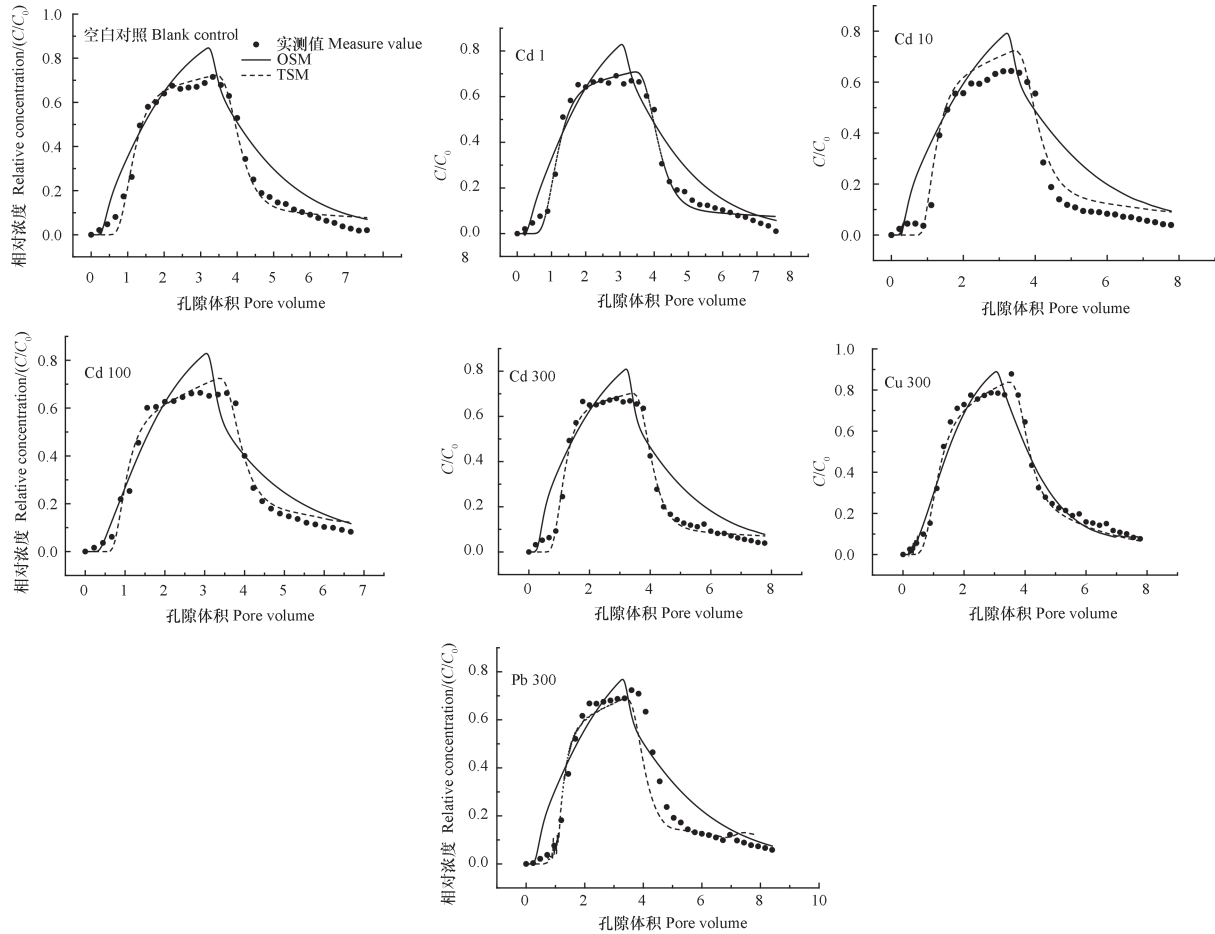 相对浓度 Relative concentration/(C/C₀)
1.0
0.8
0.6
0.4
0.2
0.0
空白对照 Blank control
实测值 Measure value
OSM
TSM
0 1 2 3 4 5 6 7
孔隙体积 Pore volume
C/C₀
0.8
0.6
0.4
0.2
0.0
8
Cd 1
0 1 2 3 4 5 6 7 8
孔隙体积 Pore volume
C/C₀
0.8
0.6
0.4
0.2
0.0
Cd 10
0 2 4 6 8
孔隙体积 Pore volume
相对浓度 Relative concentration/(C/C₀)
0.8
0.6
0.4
0.2
0.0
Cd 100
0 1 2 3 4 5 6 7
孔隙体积 Pore volume
C/C₀
0.8
0.6
0.4
0.2
0.0
Cd 300
0 2 4 6 8
孔隙体积 Pore volume
C/C₀
1.0
0.8
0.6
0.4
0.2
0.0
Cu 300
0 2 4 6 8
孔隙体积 Pore volume
相对浓度 Relative concentration/(C/C₀)
0.8
0.6
0.4
0.2
0.0
Pb 300
0 2 4 6 8 10
孔隙体积 Pore volume